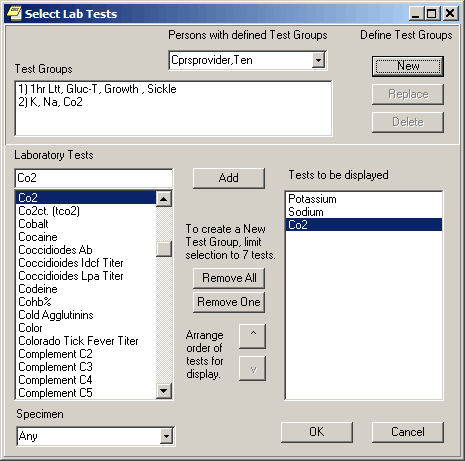 Select Lab Tests
Persons with defined Test Groups
Define Test Groups
Cprsprovider,Ten
New
Test Groups
1) 1hr Ltt, Gluc-T, Growth , Sickle
2) K, Na, Co2
Replace
Delete
Laboratory Tests
Co2
Add
Tests to be displayed
Co2
Co2ct. (tco2)
Cobalt
Cocaine
Coccidiodes Ab
Coccidioides Idcf Titer
Coccidioides Lpa Titer
Codeine
Cohb%
Cold Agglutinins
Color
Colorado Tick Fever Titer
Complement C2
Complement C3
Complement C4
Complement C5
To create a New
Test Group, limit
selection to 7 tests.
Remove All
Remove One
Arrange
order of
tests for
display.
^
v
Potassium
Sodium
Co2
Specimen
Any
OK
Cancel